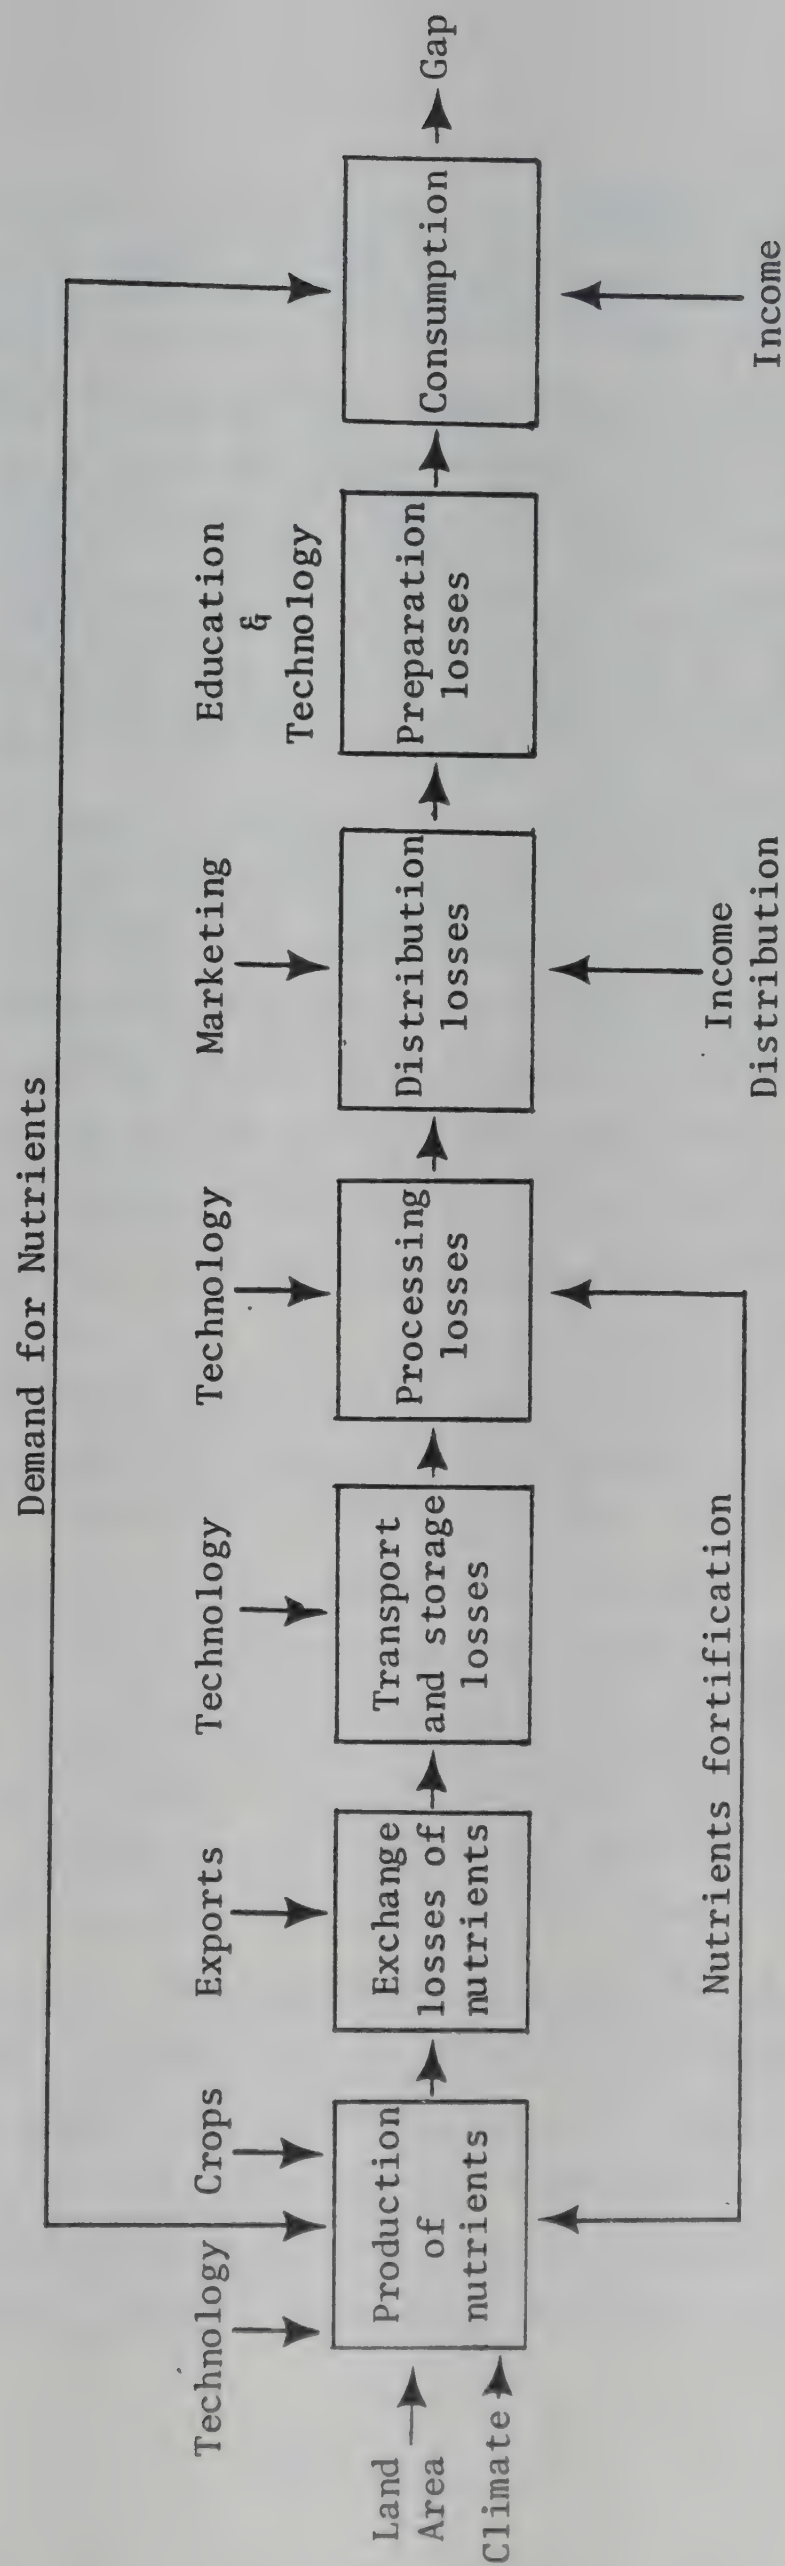 Demand for Nutrients
Technology
Crops
Exports
Technology
Technology
Marketing
Education
&
Technology
Land
Area
Climate
Production
of
nutrients
Exchange
losses of
nutrients
Transport
and storage
losses
Processing
losses
Distribution
losses
Preparation
losses
Consumption
Gap
Nutrients fortification
Income
Distribution
Income